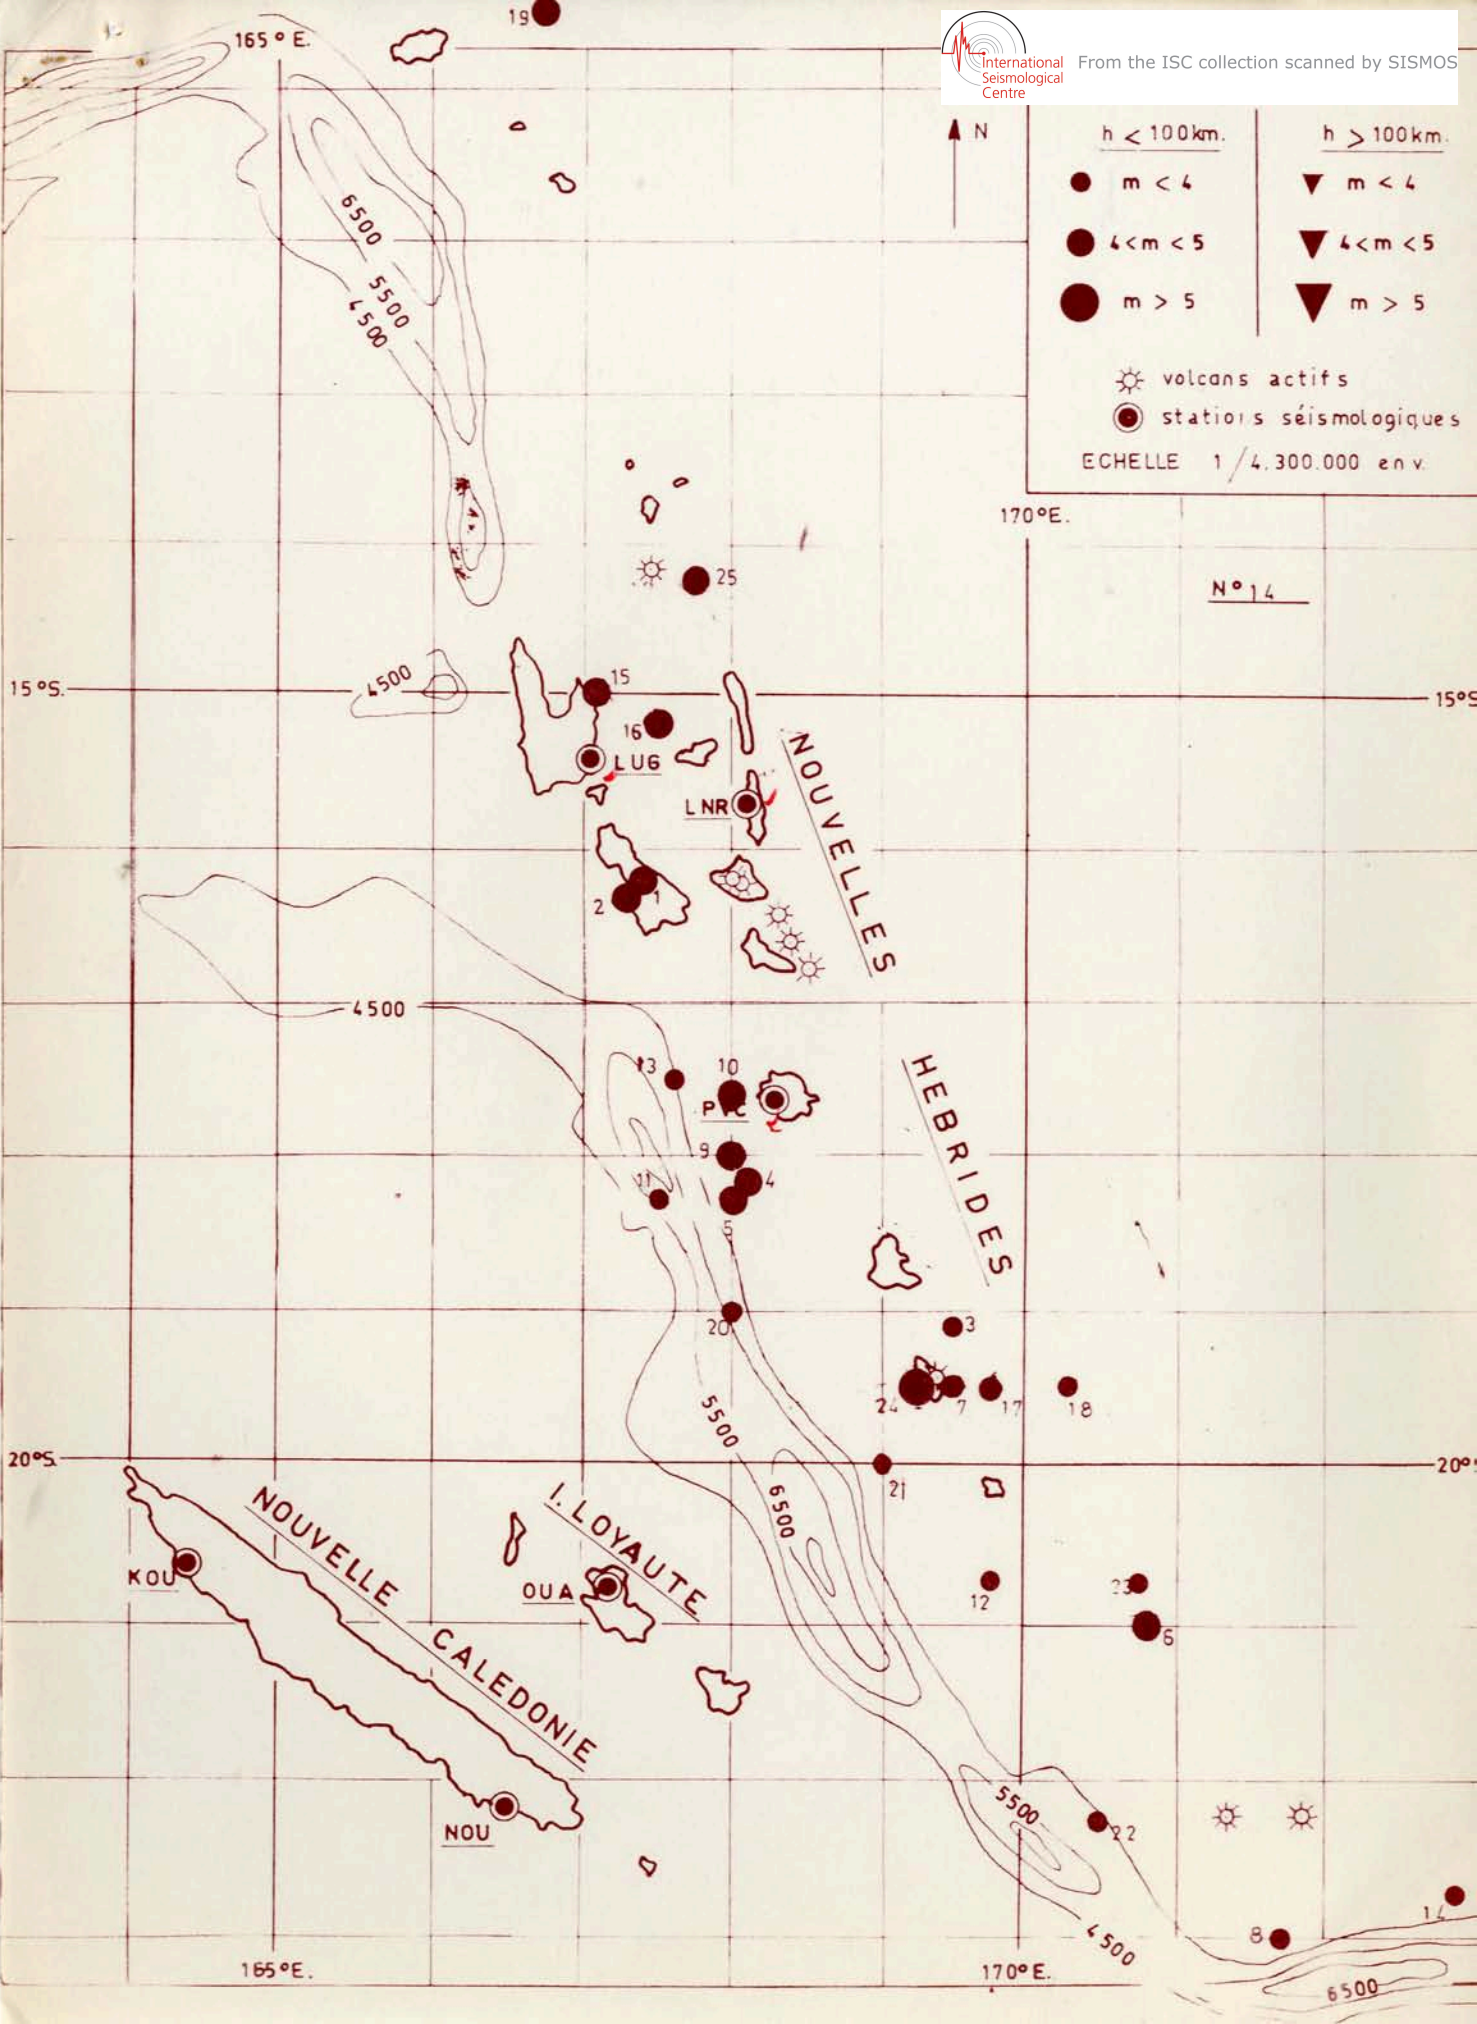 19
165° E.
International
Seismological
Centre
From the ISC collection scanned by SISMOS
N
h < 100km.
h > 100km.
m < 4
m < 4
4<m < 5
4<m < 5
m > 5
m > 5
volcans actifs
stations séismologiques
ECHELLE 1/4.300.000 env.
6500
5500
4500
170°E.
N°14
25
15°S.
15°S
4500
15
16
LUG
LNR
NOUVELLES
2
1
4500
13
10
PVC
HEBRIDES
9
4
11
5
3
20
24
7
17
18
5500
20°S.
20°S
21
6500
NOUVELLE
CALEDONIE
I. LOYAUTE
KOU
OUA
12
23
6
NOU
5500
22
14
8
4500
165°E.
170°E.
6500